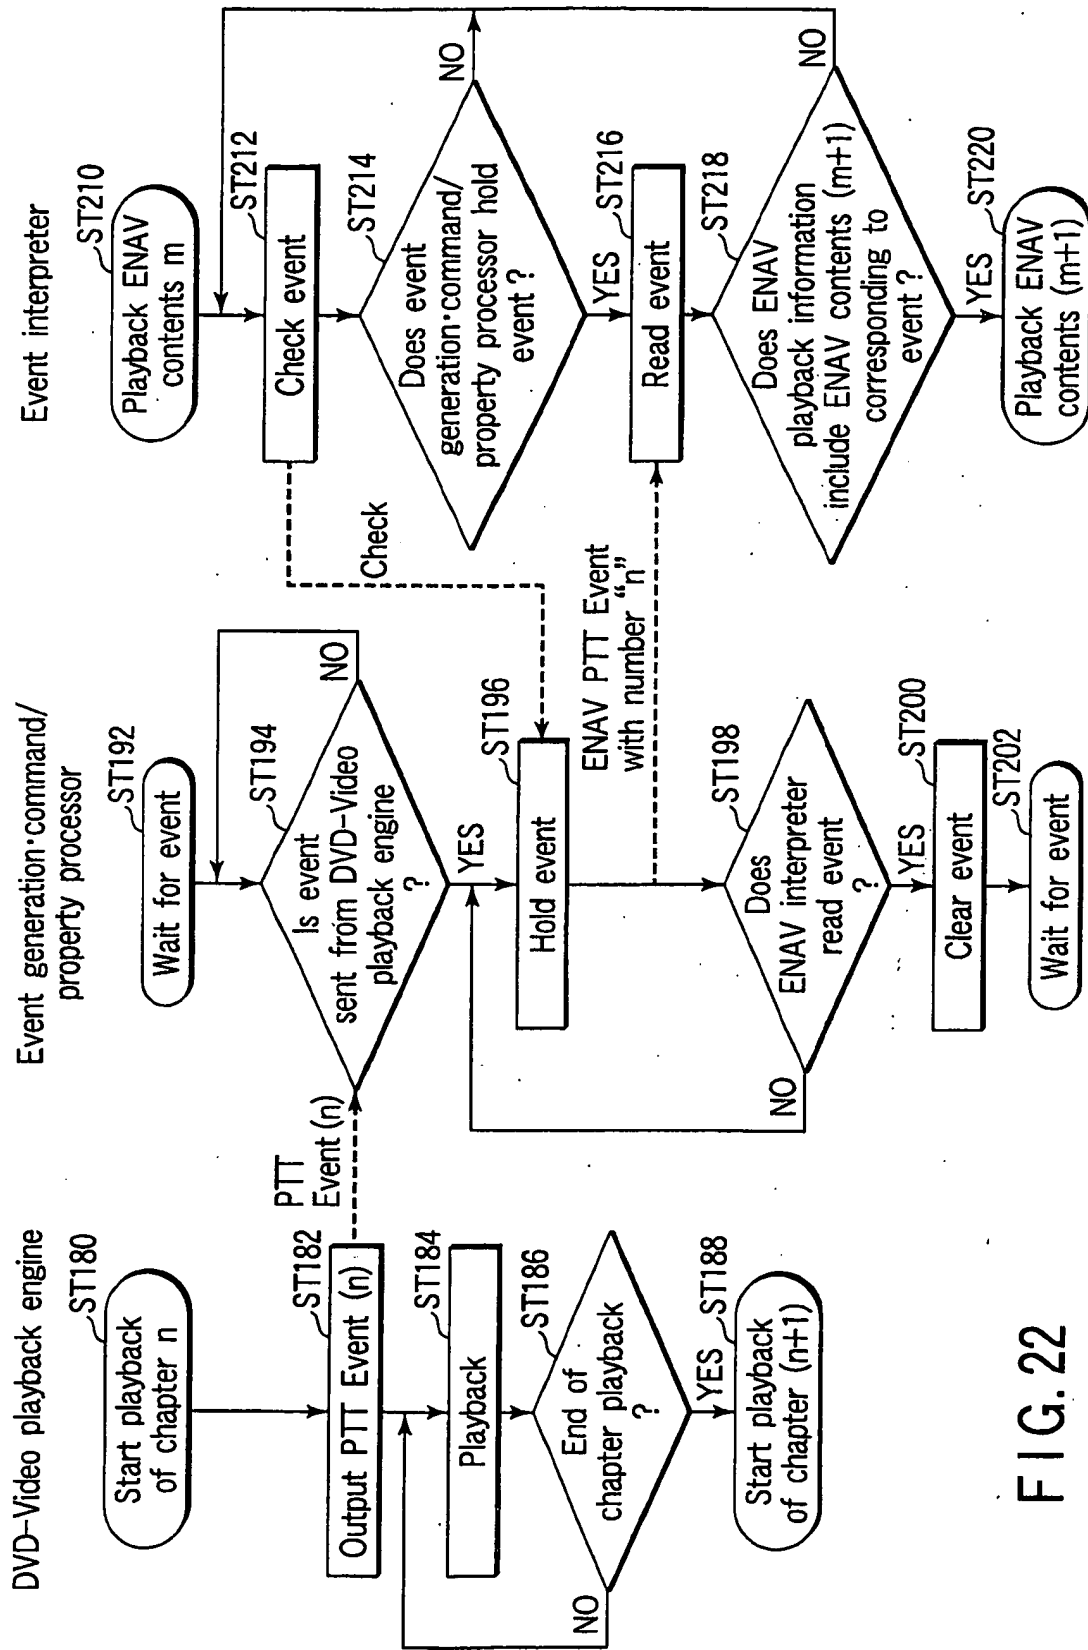 DVD-Video playback engine
ST180
Start playback
of chapter n
ST182
Output PTT Event (n)
ST184
Playback
ST186
End of
chapter playback
?
NO
YES
ST188
Start playback
of chapter (n+1)
PTT
Event(n)
Event generation·command/
property processor
ST192
Wait for event
ST194
Is event
sent from DVD-Video
playback engine
?
NO
YES
ST196
Hold event
ST198
Does
ENAV interpreter
read event
?
NO
YES
ST200
Clear event
ST202
Wait for event
Check
ENAV PTT Event
with number "n"
Event interpreter
ST210
Playback ENAV
contents m
ST212
Check event
ST214
Does event
generation·command/
property processor hold
event ?
NO
YES
ST216
Read event
ST218
Does ENAV
playback information
include ENAV contents (m+1)
corresponding to
event ?
NO
YES
ST220
Playback ENAV
contents (m+1)
FIG.22